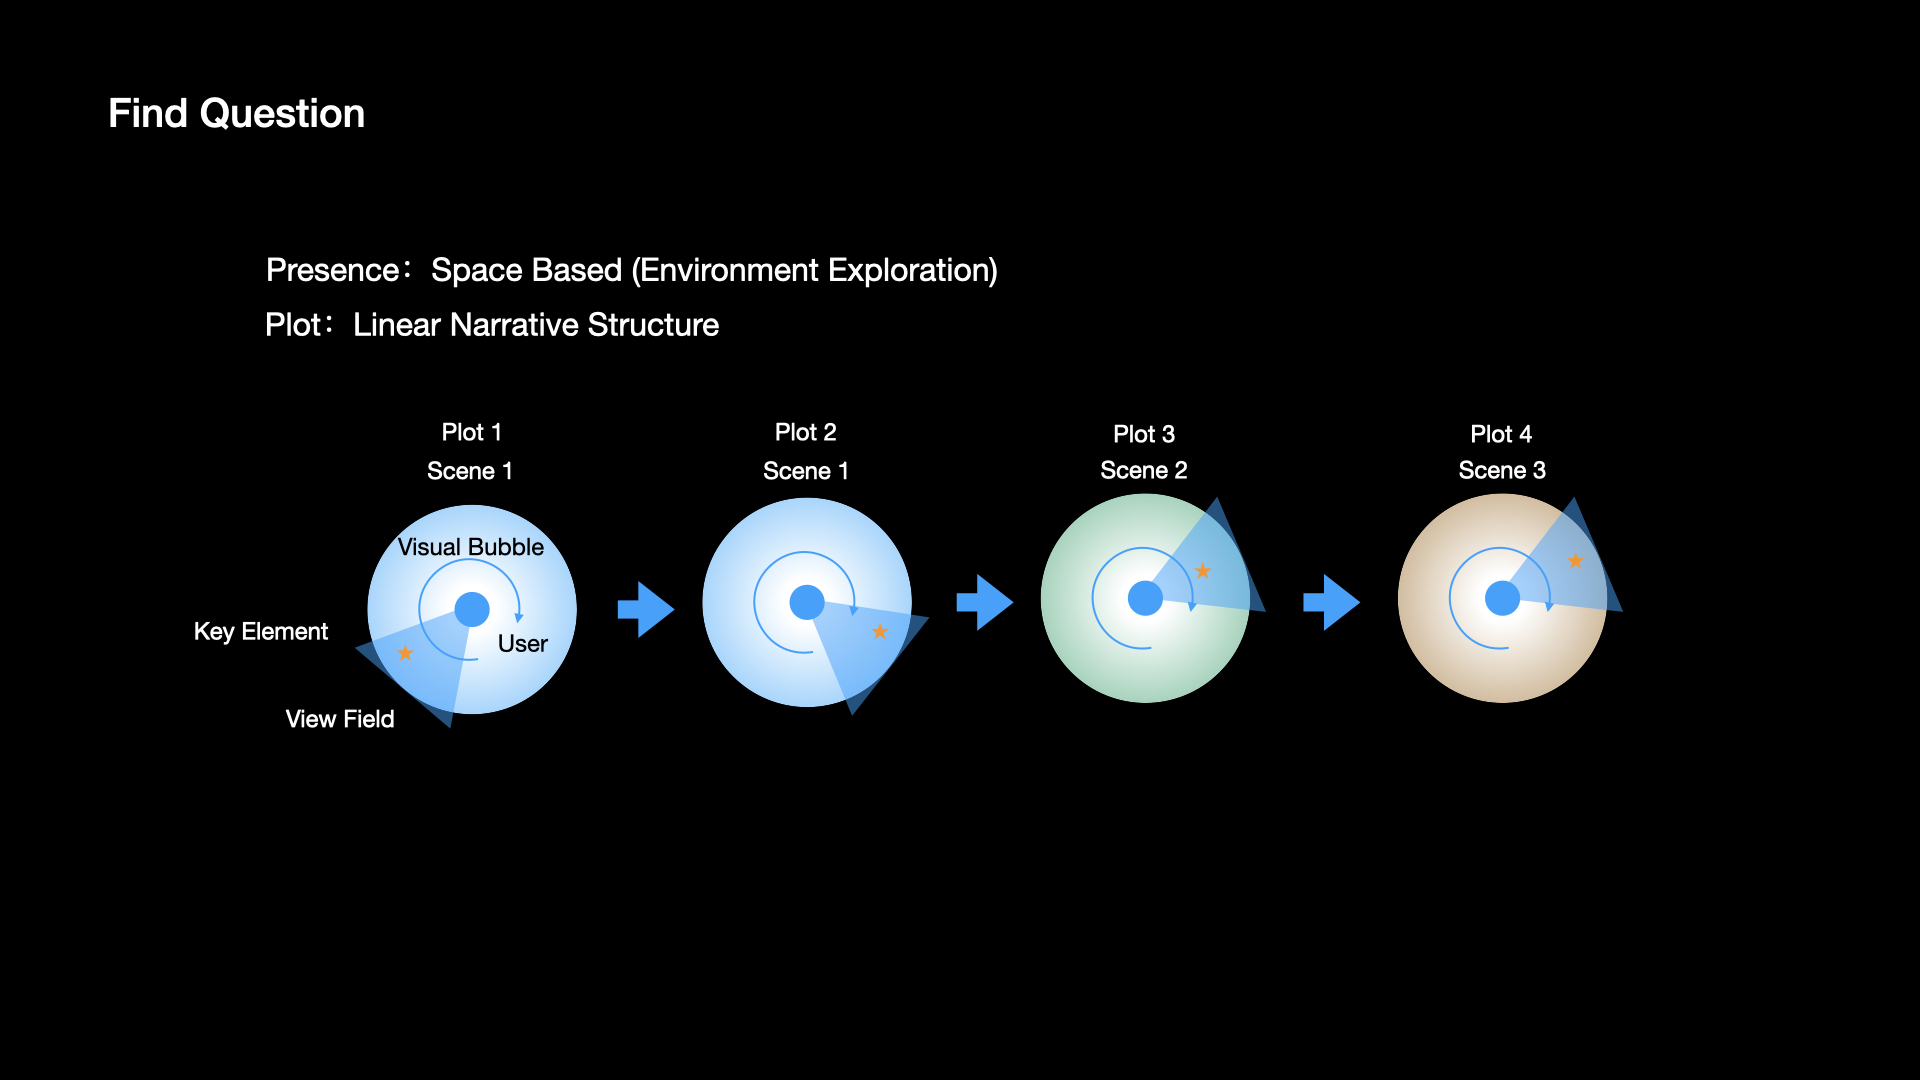 Find Question
Presence：Space Based (Environment Exploration)
Plot：Linear Narrative Structure
Plot 1
Scene 1
Plot 2
Scene 1
Plot 3
Scene 2
Plot 4
Scene 3
Visual Bubble
Key Element
User
View Field